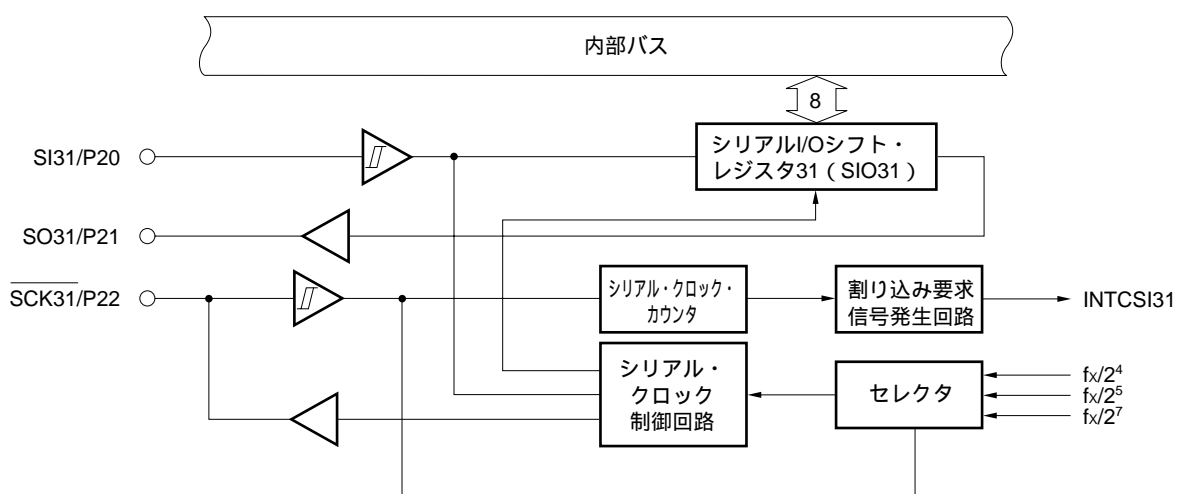 内部バス
8
SI31/P20
シリアルI/Oシフト・
レジスタ31（SIO31）
SO31/P21
SCK31/P22
シリアル・クロック・
カウンタ
割り込み要求
信号発生回路
INTCSI31
シリアル・
クロック
制御回路
セレクタ
fx/2⁴
fx/2⁵
fx/2⁷